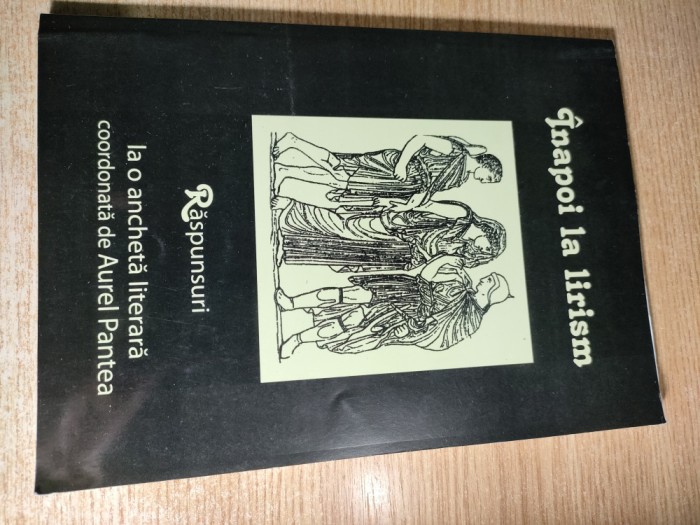 Înapoi la lirism
Răspunsuri
la o anchetă literară
coordonată de Aurel Pantea